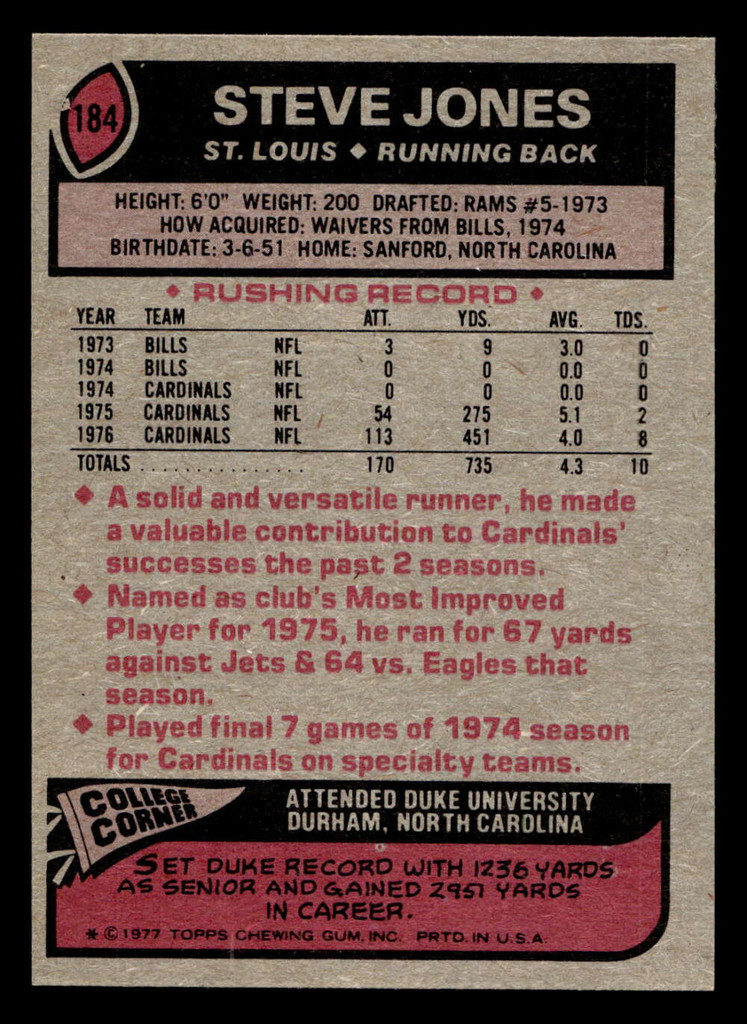 184
STEVE JONES
ST. LOUIS ◆ RUNNING BACK
HEIGHT: 6'0" WEIGHT: 200 DRAFTED: RAMS #5-1973
HOW ACQUIRED: WAIVERS FROM BILLS, 1974
BIRTHDATE: 3-6-51 HOME: SANFORD, NORTH CAROLINA
◆ RUSHING RECORD ◆
YEAR TEAM ATT. YDS. AVG. TDS.
1973 BILLS NFL 3 9 3.0 0
1974 BILLS NFL 0 0 0.0 0
1974 CARDINALS NFL 0 0 0.0 0
1975 CARDINALS NFL 54 275 5.1 2
1976 CARDINALS NFL 113 451 4.0 8
TOTALS . . . . . . . . . . . . . . . 170 735 4.3 10
◆ A solid and versatile runner, he made
a valuable contribution to Cardinals'
successes the past 2 seasons.
◆ Named as club's Most Improved
Player for 1975, he ran for 67 yards
against Jets & 64 vs. Eagles that
season.
◆ Played final 7 games of 1974 season
for Cardinals on specialty teams.
COLLEGE
CORNER
ATTENDED DUKE UNIVERSITY
DURHAM, NORTH CAROLINA
SET DUKE RECORD WITH 1236 YARDS
AS SENIOR AND GAINED 2951 YARDS
IN CAREER.
* © 1977 TOPPS CHEWING GUM, INC. PRTD. IN U.S.A.